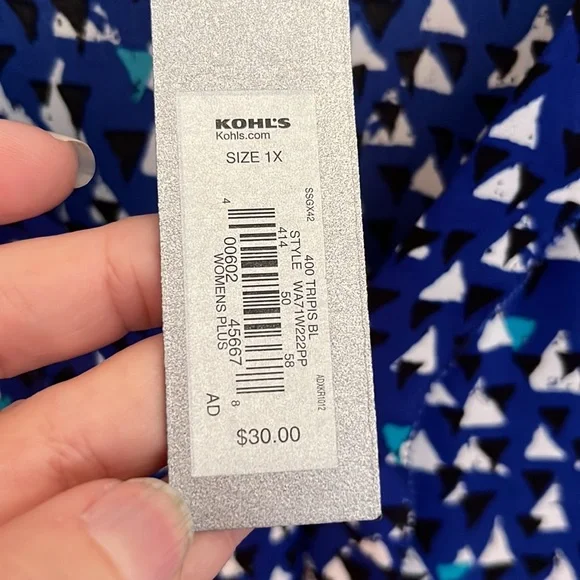 KOHL'S
Kohls.com
SIZE 1X
SSGX42
400 TRIPIS BL
STYLE WA71W222PP
414 50 58
4 00602 45667 8
WOMENS PLUS
ADXKR1012
AD
$30.00